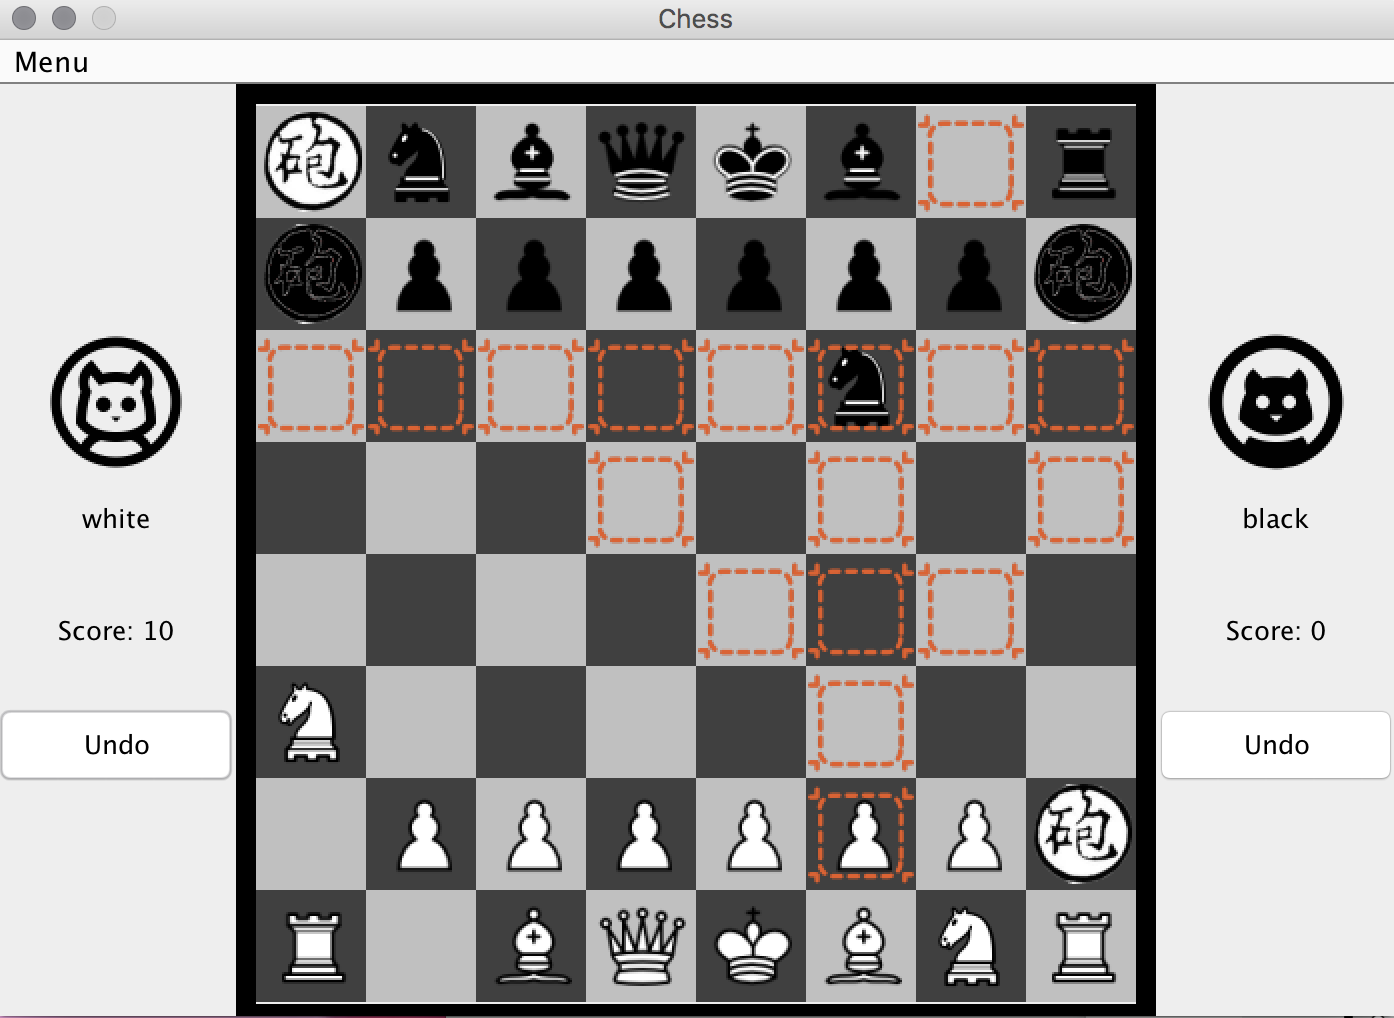 Chess
Menu
砲
砲
砲
white
black
Score: 10
Score: 0
Undo
Undo
砲